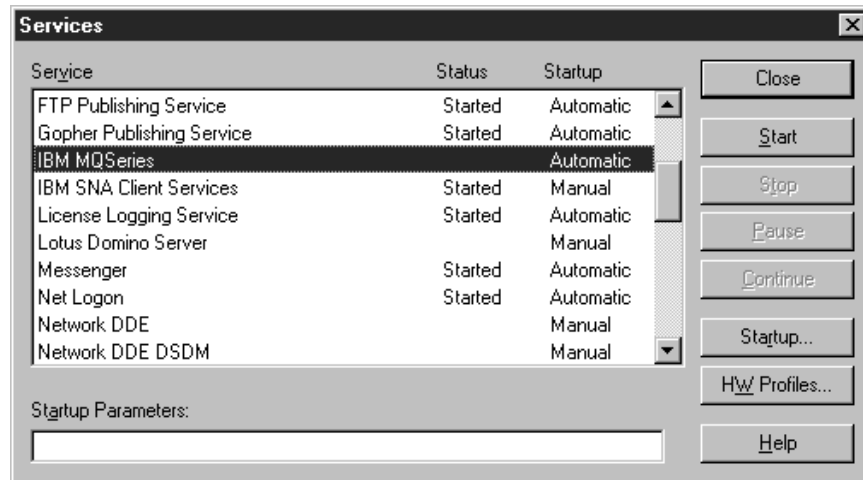 Services
Service Status Startup
FTP Publishing Service Started Automatic
Gopher Publishing Service Started Automatic
IBM MQSeries Automatic
IBM SNA Client Services Started Manual
License Logging Service Started Automatic
Lotus Domino Server Manual
Messenger Started Automatic
Net Logon Started Automatic
Network DDE Manual
Network DDE DSDM Manual
Startup Parameters:
Close
Start
Stop
Pause
Continue
Startup...
HW Profiles...
Help